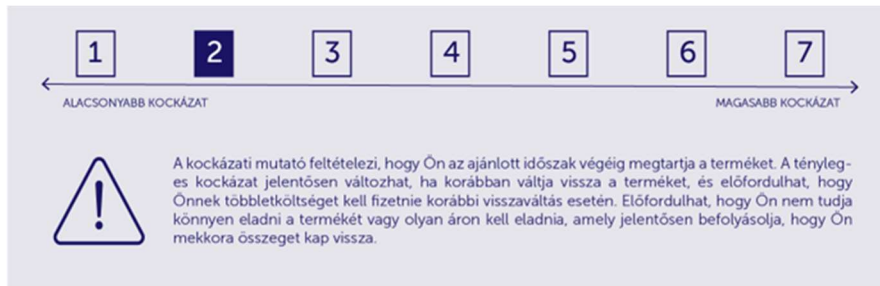 1 2 3 4 5 6 7
ALACSONYABB KOCKÁZAT MAGASABB KOCKÁZAT
A kockázati mutató feltételezi, hogy Ön az ajánlott időszak végéig megtartja a terméket. A tényleg-
es kockázat jelentősen változhat, ha korábban váltja vissza a terméket, és előfordulhat, hogy
Önnek többletköltséget kell fizetnie korábbi visszaváltás esetén. Előfordulhat, hogy Ön nem tudja
könnyen eladni a termékét vagy olyan áron kell eladnia, amely jelentősen befolyásolja, hogy Ön
mekkora összeget kap vissza.